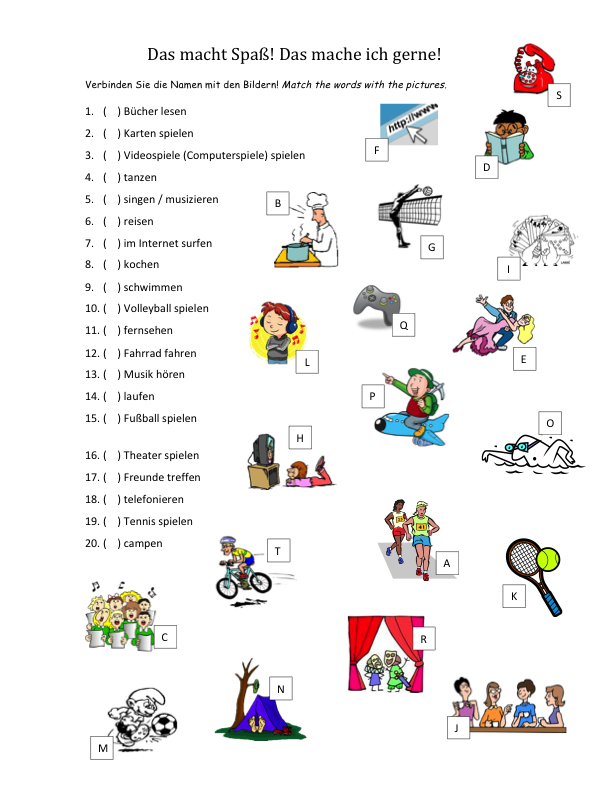 Das macht Spaß! Das mache ich gerne!
S
Verbinden Sie die Namen mit den Bildern! Match the words with the pictures.
1. ( ) Bücher lesen
http://www
2. ( ) Karten spielen
F
3. ( ) Videospiele (Computerspiele) spielen
D
4. ( ) tanzen
5. ( ) singen / musizieren
B
6. ( ) reisen
G
7. ( ) im Internet surfen
8. ( ) kochen
I
9. ( ) schwimmen
10. ( ) Volleyball spielen
11. ( ) fernsehen
Q
12. ( ) Fahrrad fahren
L
E
13. ( ) Musik hören
14. ( ) laufen
P
15. ( ) Fußball spielen
O
H
16. ( ) Theater spielen
17. ( ) Freunde treffen
18. ( ) telefonieren
19. ( ) Tennis spielen
41
20. ( ) campen
T
A
K
C
R
N
J
M